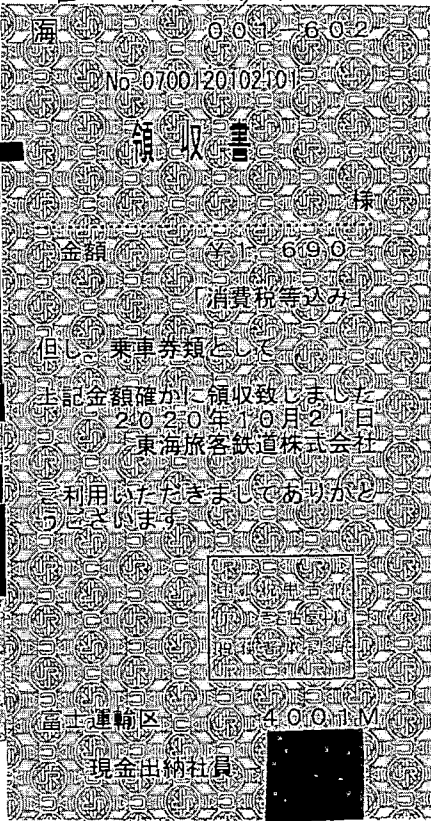 海 001-602
No.0700120102101
領収書
様
金額 ¥1,690
「消費税等込み」
但し、乗車券類として
上記金額確かに領収致しました
2020年10月21日
東海旅客鉄道株式会社
ご利用いただきましてありがと
うございます。
富士運輸区 4001M
現金出納社員